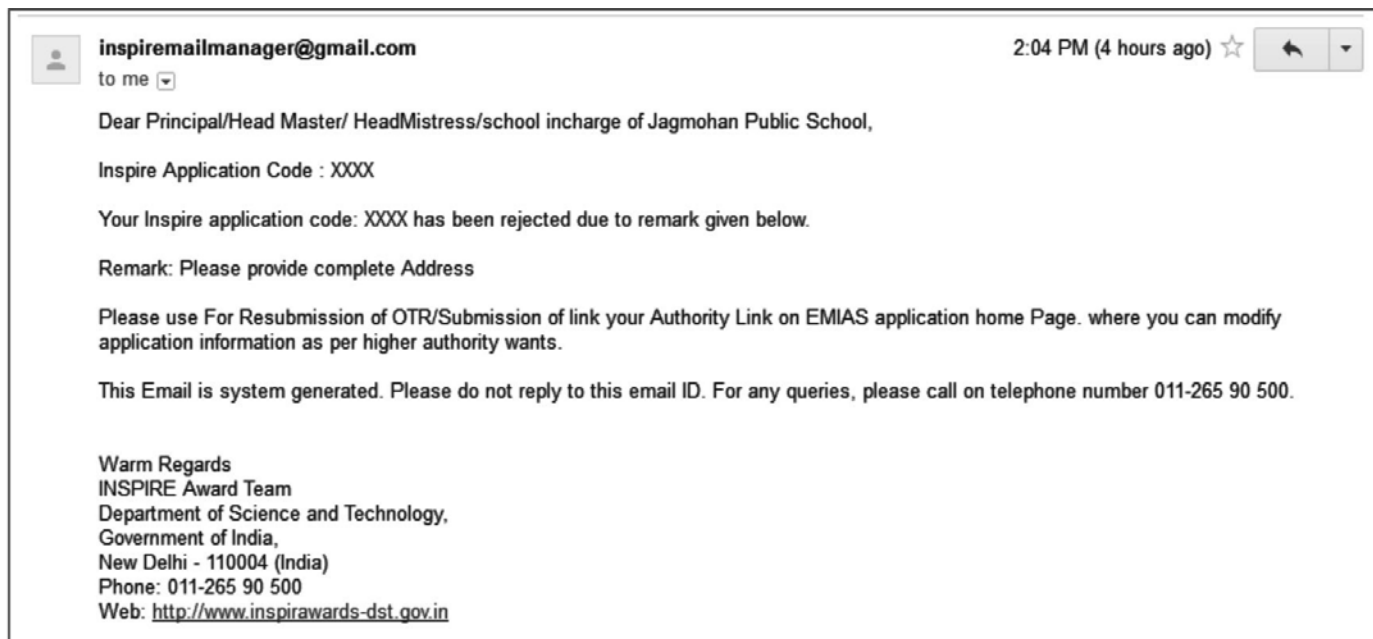 inspiremailmanager@gmail.com 2:04 PM (4 hours ago)
to me
Dear Principal/Head Master/ HeadMistress/school incharge of Jagmohan Public School,
Inspire Application Code : XXXX
Your Inspire application code: XXXX has been rejected due to remark given below.
Remark: Please provide complete Address
Please use For Resubmission of OTR/Submission of link your Authority Link on EMIAS application home Page. where you can modify
application information as per higher authority wants.
This Email is system generated. Please do not reply to this email ID. For any queries, please call on telephone number 011-265 90 500.
Warm Regards
INSPIRE Award Team
Department of Science and Technology,
Government of India,
New Delhi - 110004 (India)
Phone: 011-265 90 500
Web: http://www.inspirawards-dst.gov.in